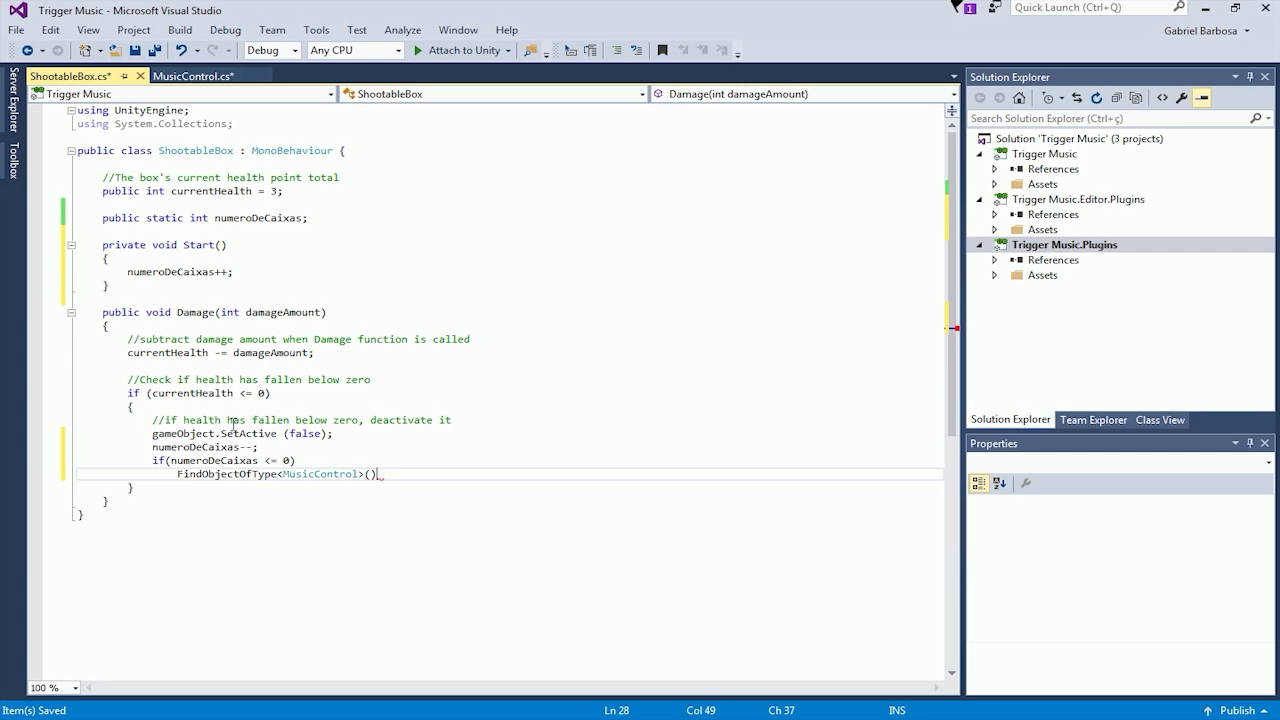 Trigger Music - Microsoft Visual Studio
1
Quick Launch (Ctrl+Q)
File Edit View Project Build Debug Team Tools Test Analyze Window Help
Gabriel Barbosa
Debug Any CPU Attach to Unity
Server Explorer
Toolbox
ShootableBox.cs* MusicControl.cs*
Trigger Music ShootableBox Damage(int damageAmount)
using UnityEngine;
using System.Collections;
public class ShootableBox : MonoBehaviour {
//The box's current health point total
public int currentHealth = 3;
public static int numeroDeCaixas;
private void Start()
{
numeroDeCaixas++;
}
public void Damage(int damageAmount)
{
//subtract damage amount when Damage function is called
currentHealth -= damageAmount;
//Check if health has fallen below zero
if (currentHealth <= 0)
{
//if health has fallen below zero, deactivate it
gameObject.SetActive (false);
numeroDeCaixas--;
if(numeroDeCaixas <= 0)
FindObjectOfType<MusicControl>()
}
}
}
100 %
Solution Explorer
Search Solution Explorer (Ctrl+ç)
Solution 'Trigger Music' (3 projects)
Trigger Music
References
Assets
Trigger Music.Editor.Plugins
References
Assets
Trigger Music.Plugins
References
Assets
Solution Explorer Team Explorer Class View
Properties
Item(s) Saved Ln 28 Col 49 Ch 37 INS Publish